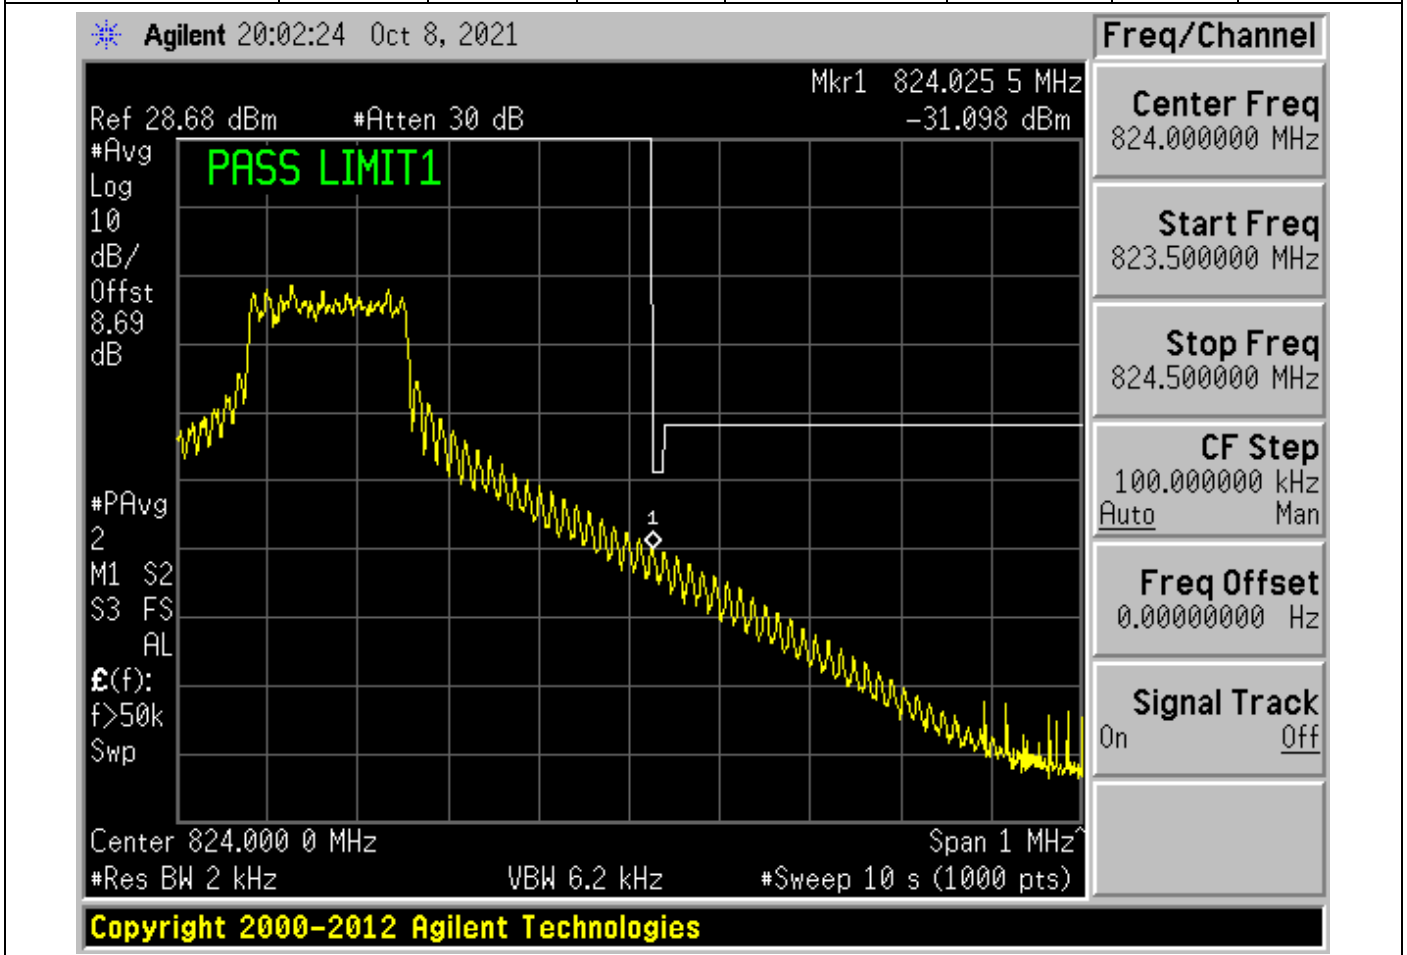 Agilent 20:02:24 Oct 8, 2021
Freq/Channel
Mkr1 824.025 5 MHz
Ref 28.68 dBm #Atten 30 dB -31.098 dBm
#Avg
Log
10
dB/
Offst
8.69
dB
PASS LIMIT1
1
#PAvg
2
M1 S2
S3 FS
AL
£(f):
f>50k
Swp
Center 824.000 0 MHz Span 1 MHz^
#Res BW 2 kHz VBW 6.2 kHz #Sweep 10 s (1000 pts)
Center Freq
824.000000 MHz
Start Freq
823.500000 MHz
Stop Freq
824.500000 MHz
CF Step
100.000000 kHz
Auto Man
Freq Offset
0.00000000 Hz
Signal Track
On Off
Copyright 2000-2012 Agilent Technologies